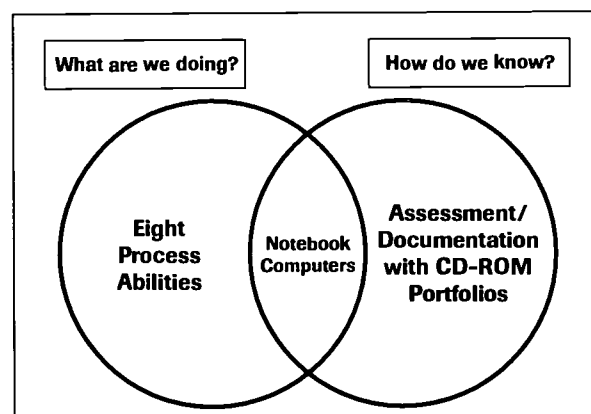 What are we doing?
How do we know?
Eight
Process
Abilities
Notebook
Computers
Assessment/
Documentation
with CD-ROM
Portfolios